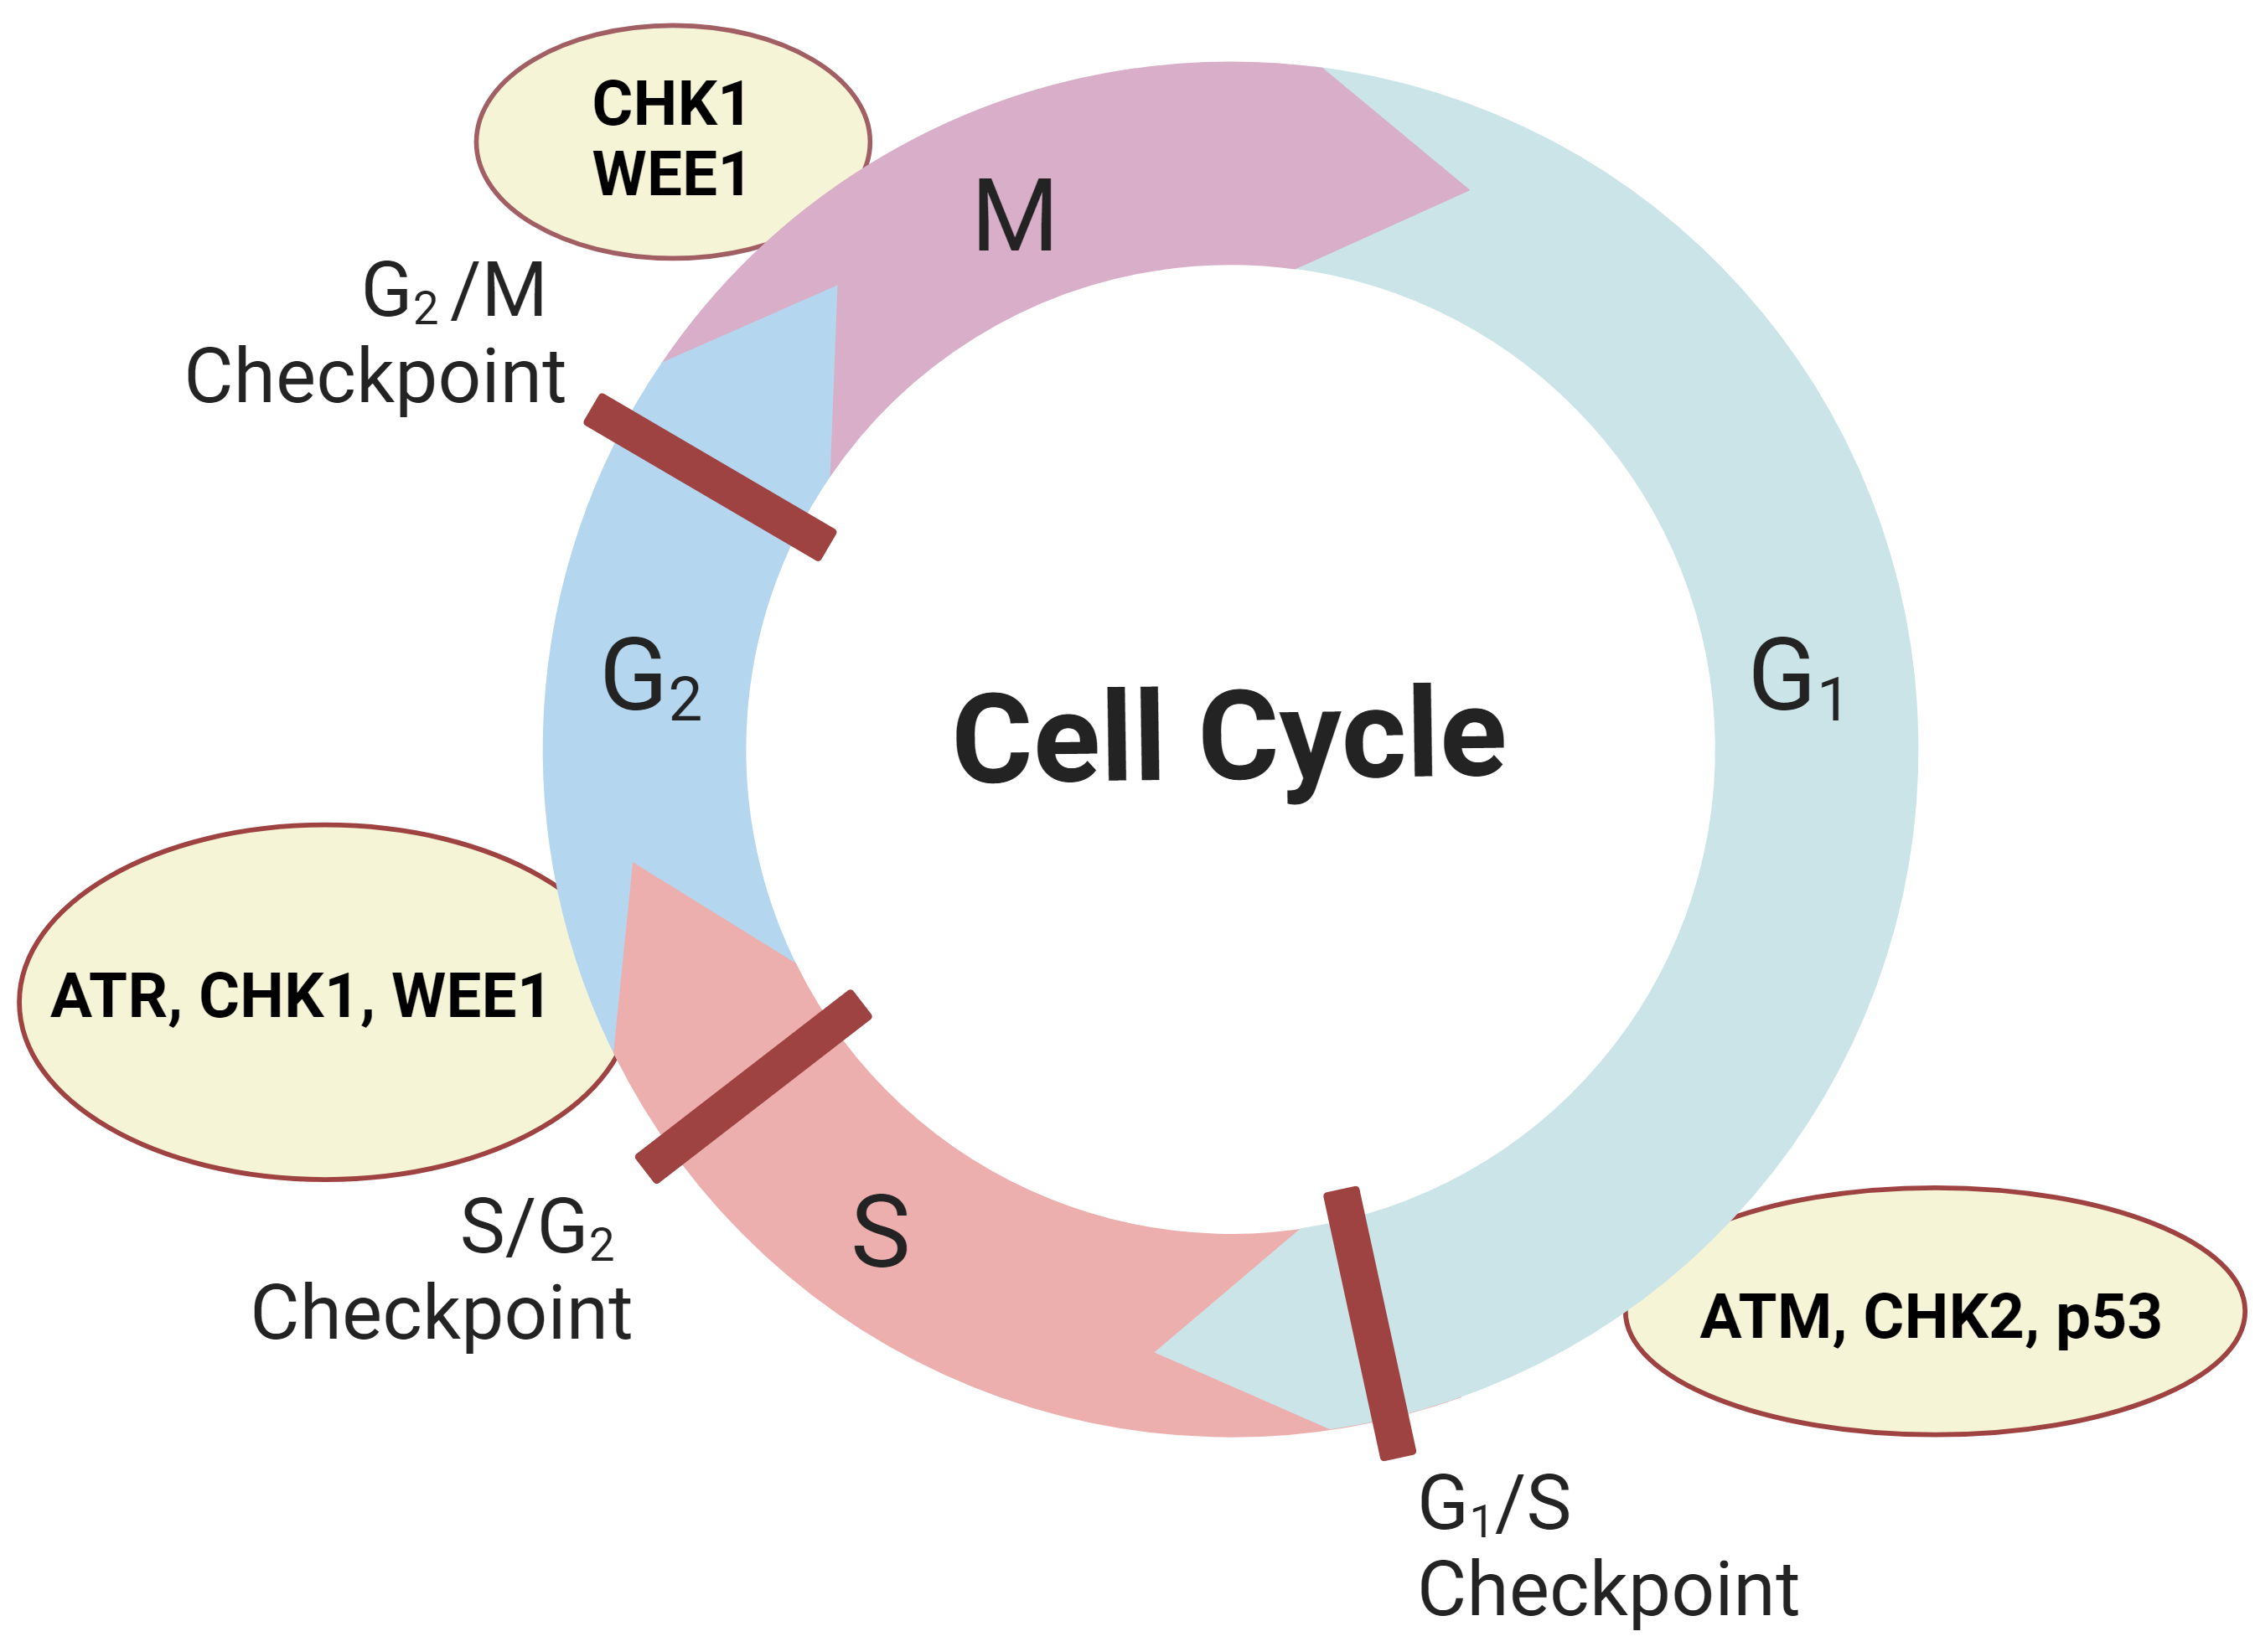 CHK1
WEE1
M
G₂ /M
Checkpoint
G₂
G₁
Cell Cycle
ATR, CHK1, WEE1
S/G₂
Checkpoint
S
ATM, CHK2, p53
G₁/S
Checkpoint